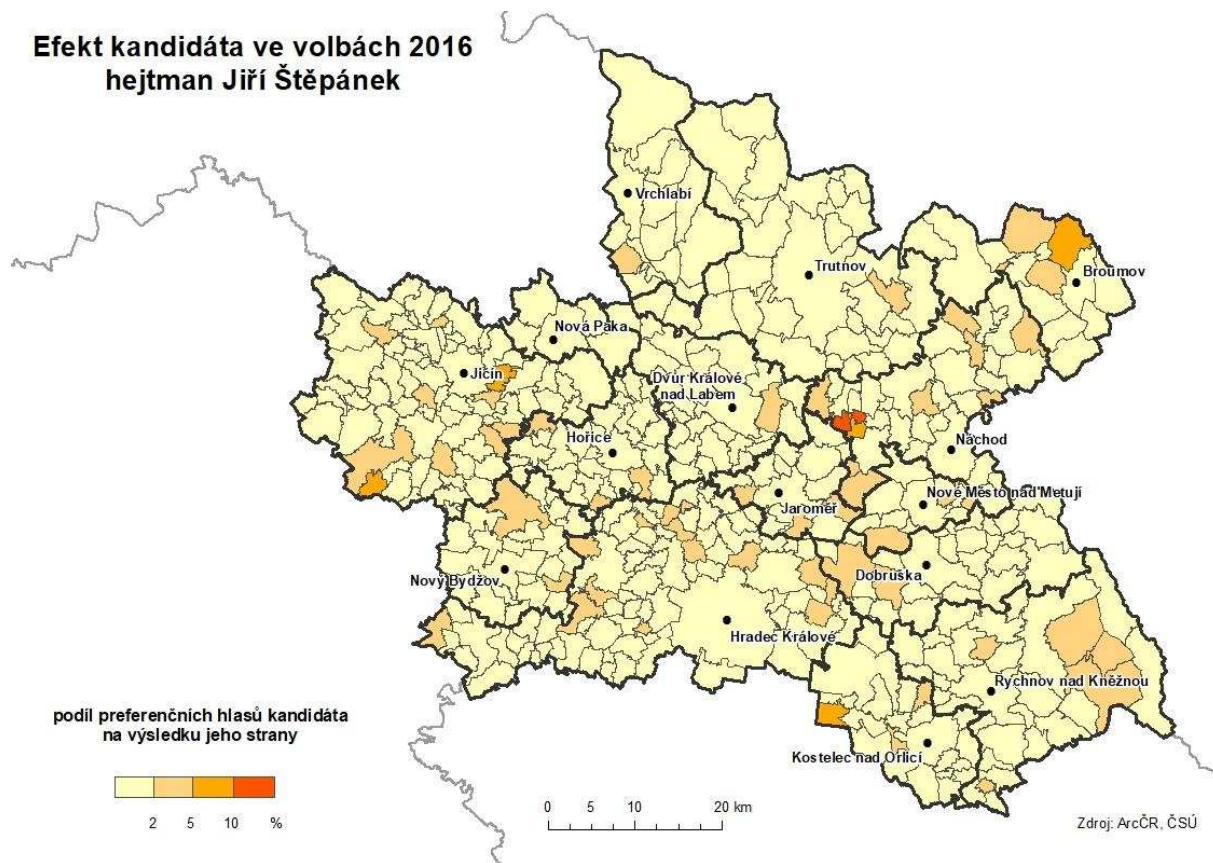 Efekt kandidáta ve volbách 2016
hejtman Jiří Štěpánek
Vrchlabí
Trutnov
Broumov
Nová Paka
Jičín
Dvůr Králové
nad Labem
Hořice
Náchod
Jaroměř
Nové Město nad Metují
Nový Bydžov
Dobruška
Hradec Králové
Rychnov nad Kněžnou
Kostelec nad Orlicí
podíl preferenčních hlasů kandidáta
na výsledku jeho strany
2 5 10 %
0 5 10 20 km
Zdroj: ArcČR, ČSÚ